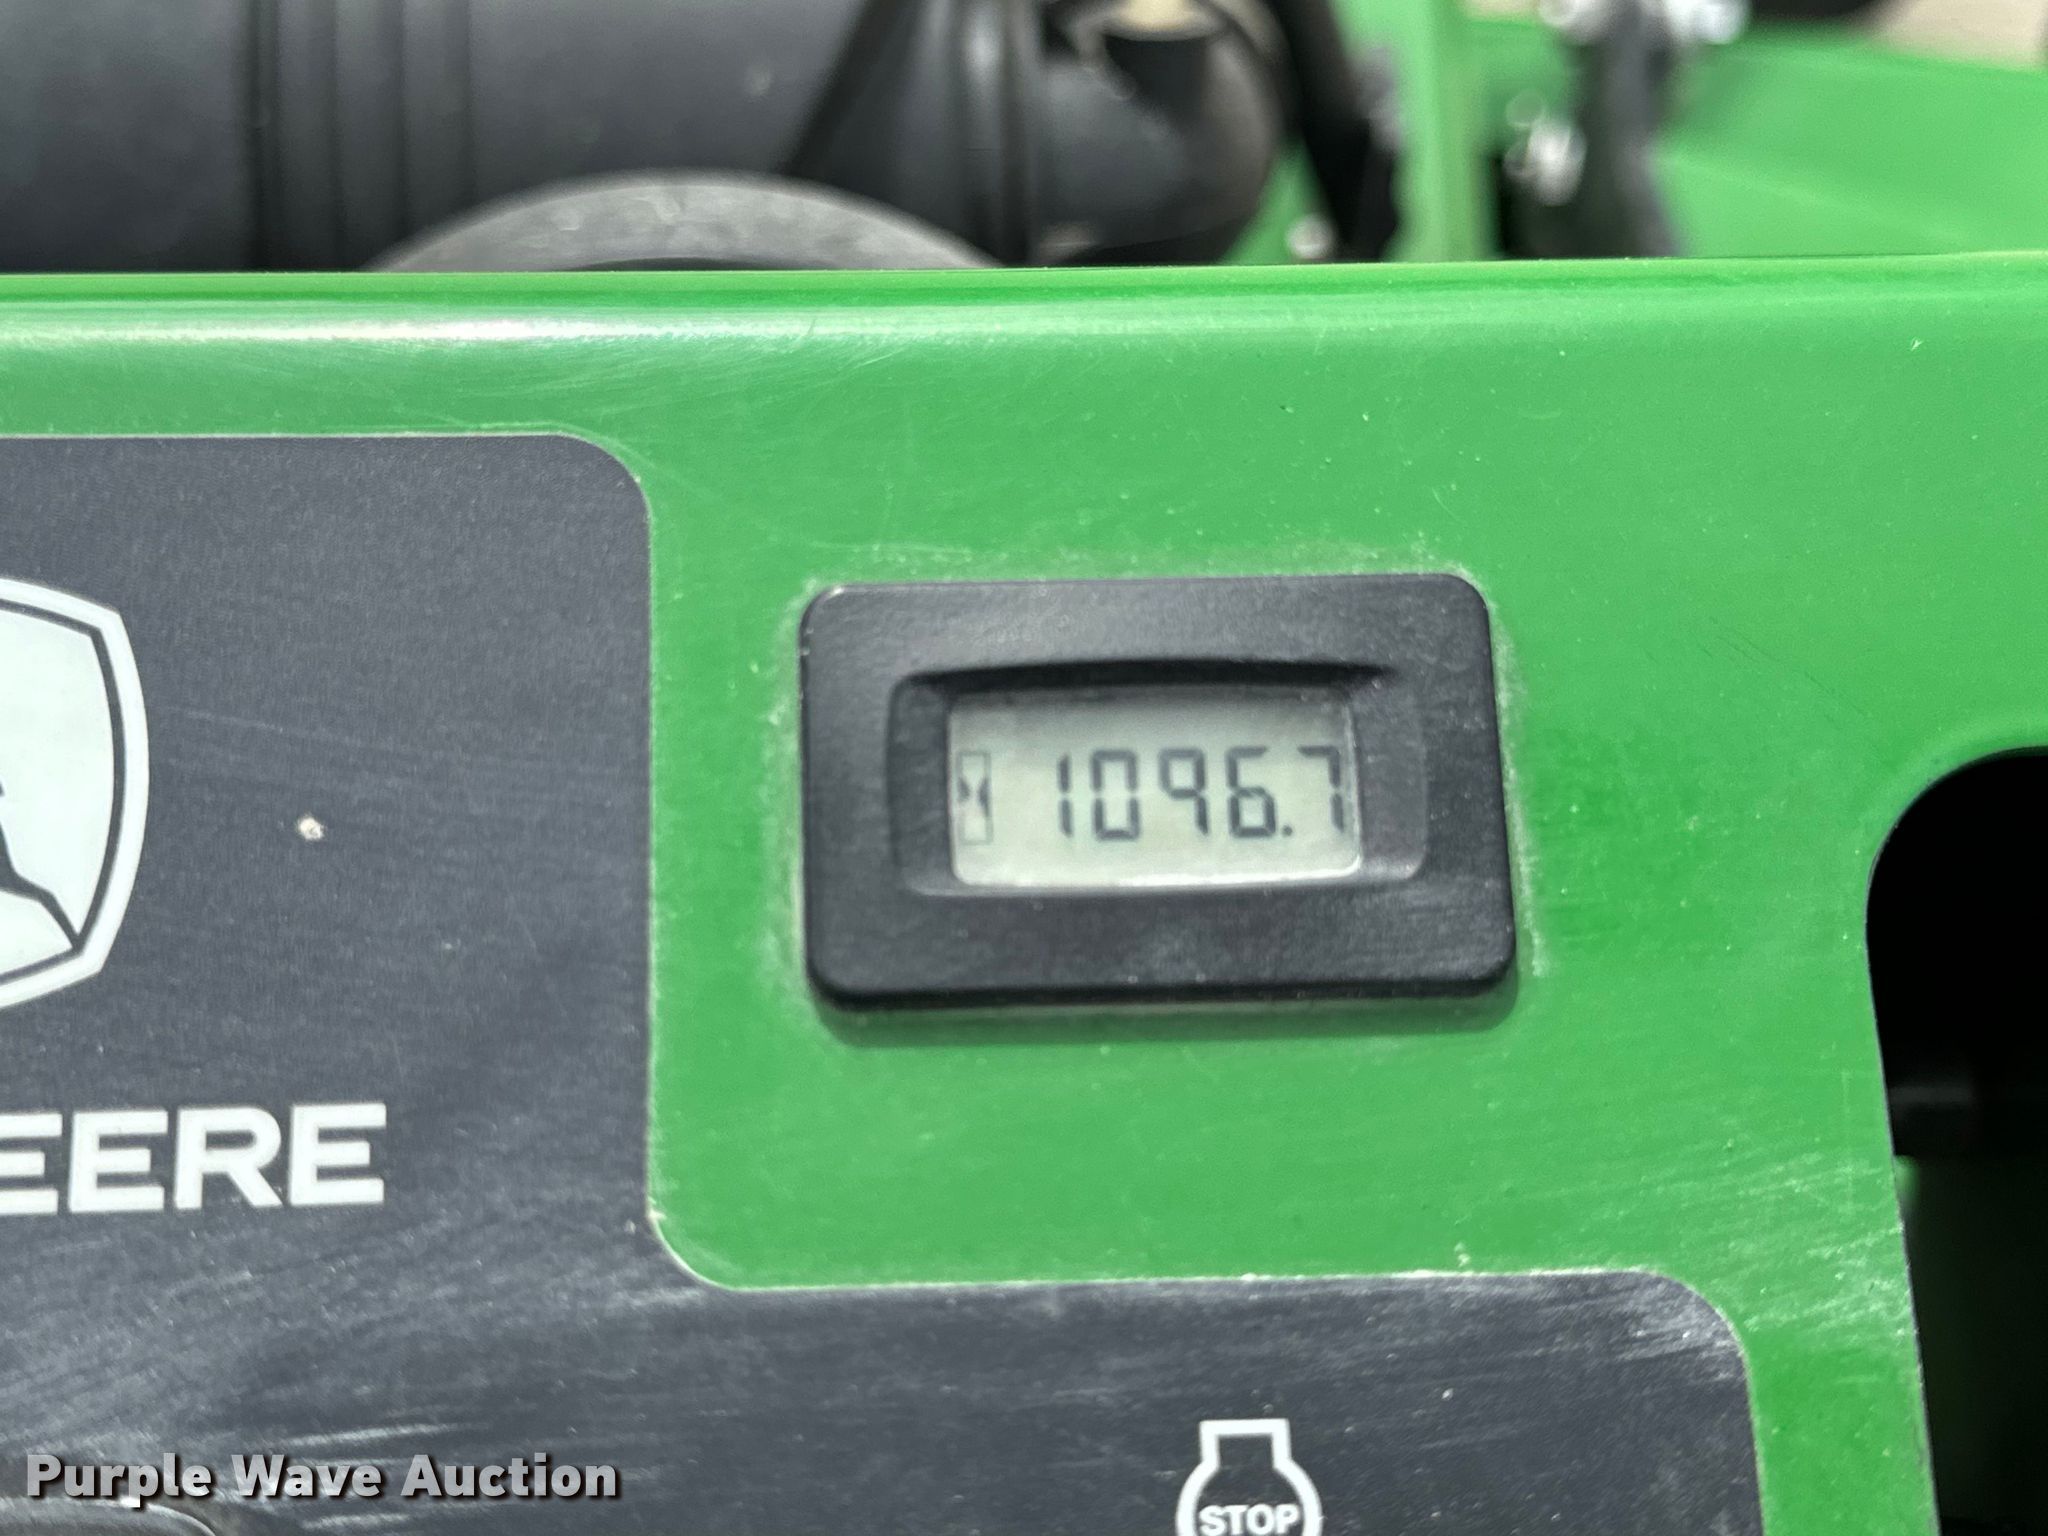 1096.7
EERE
STOP
Purple Wave Auction